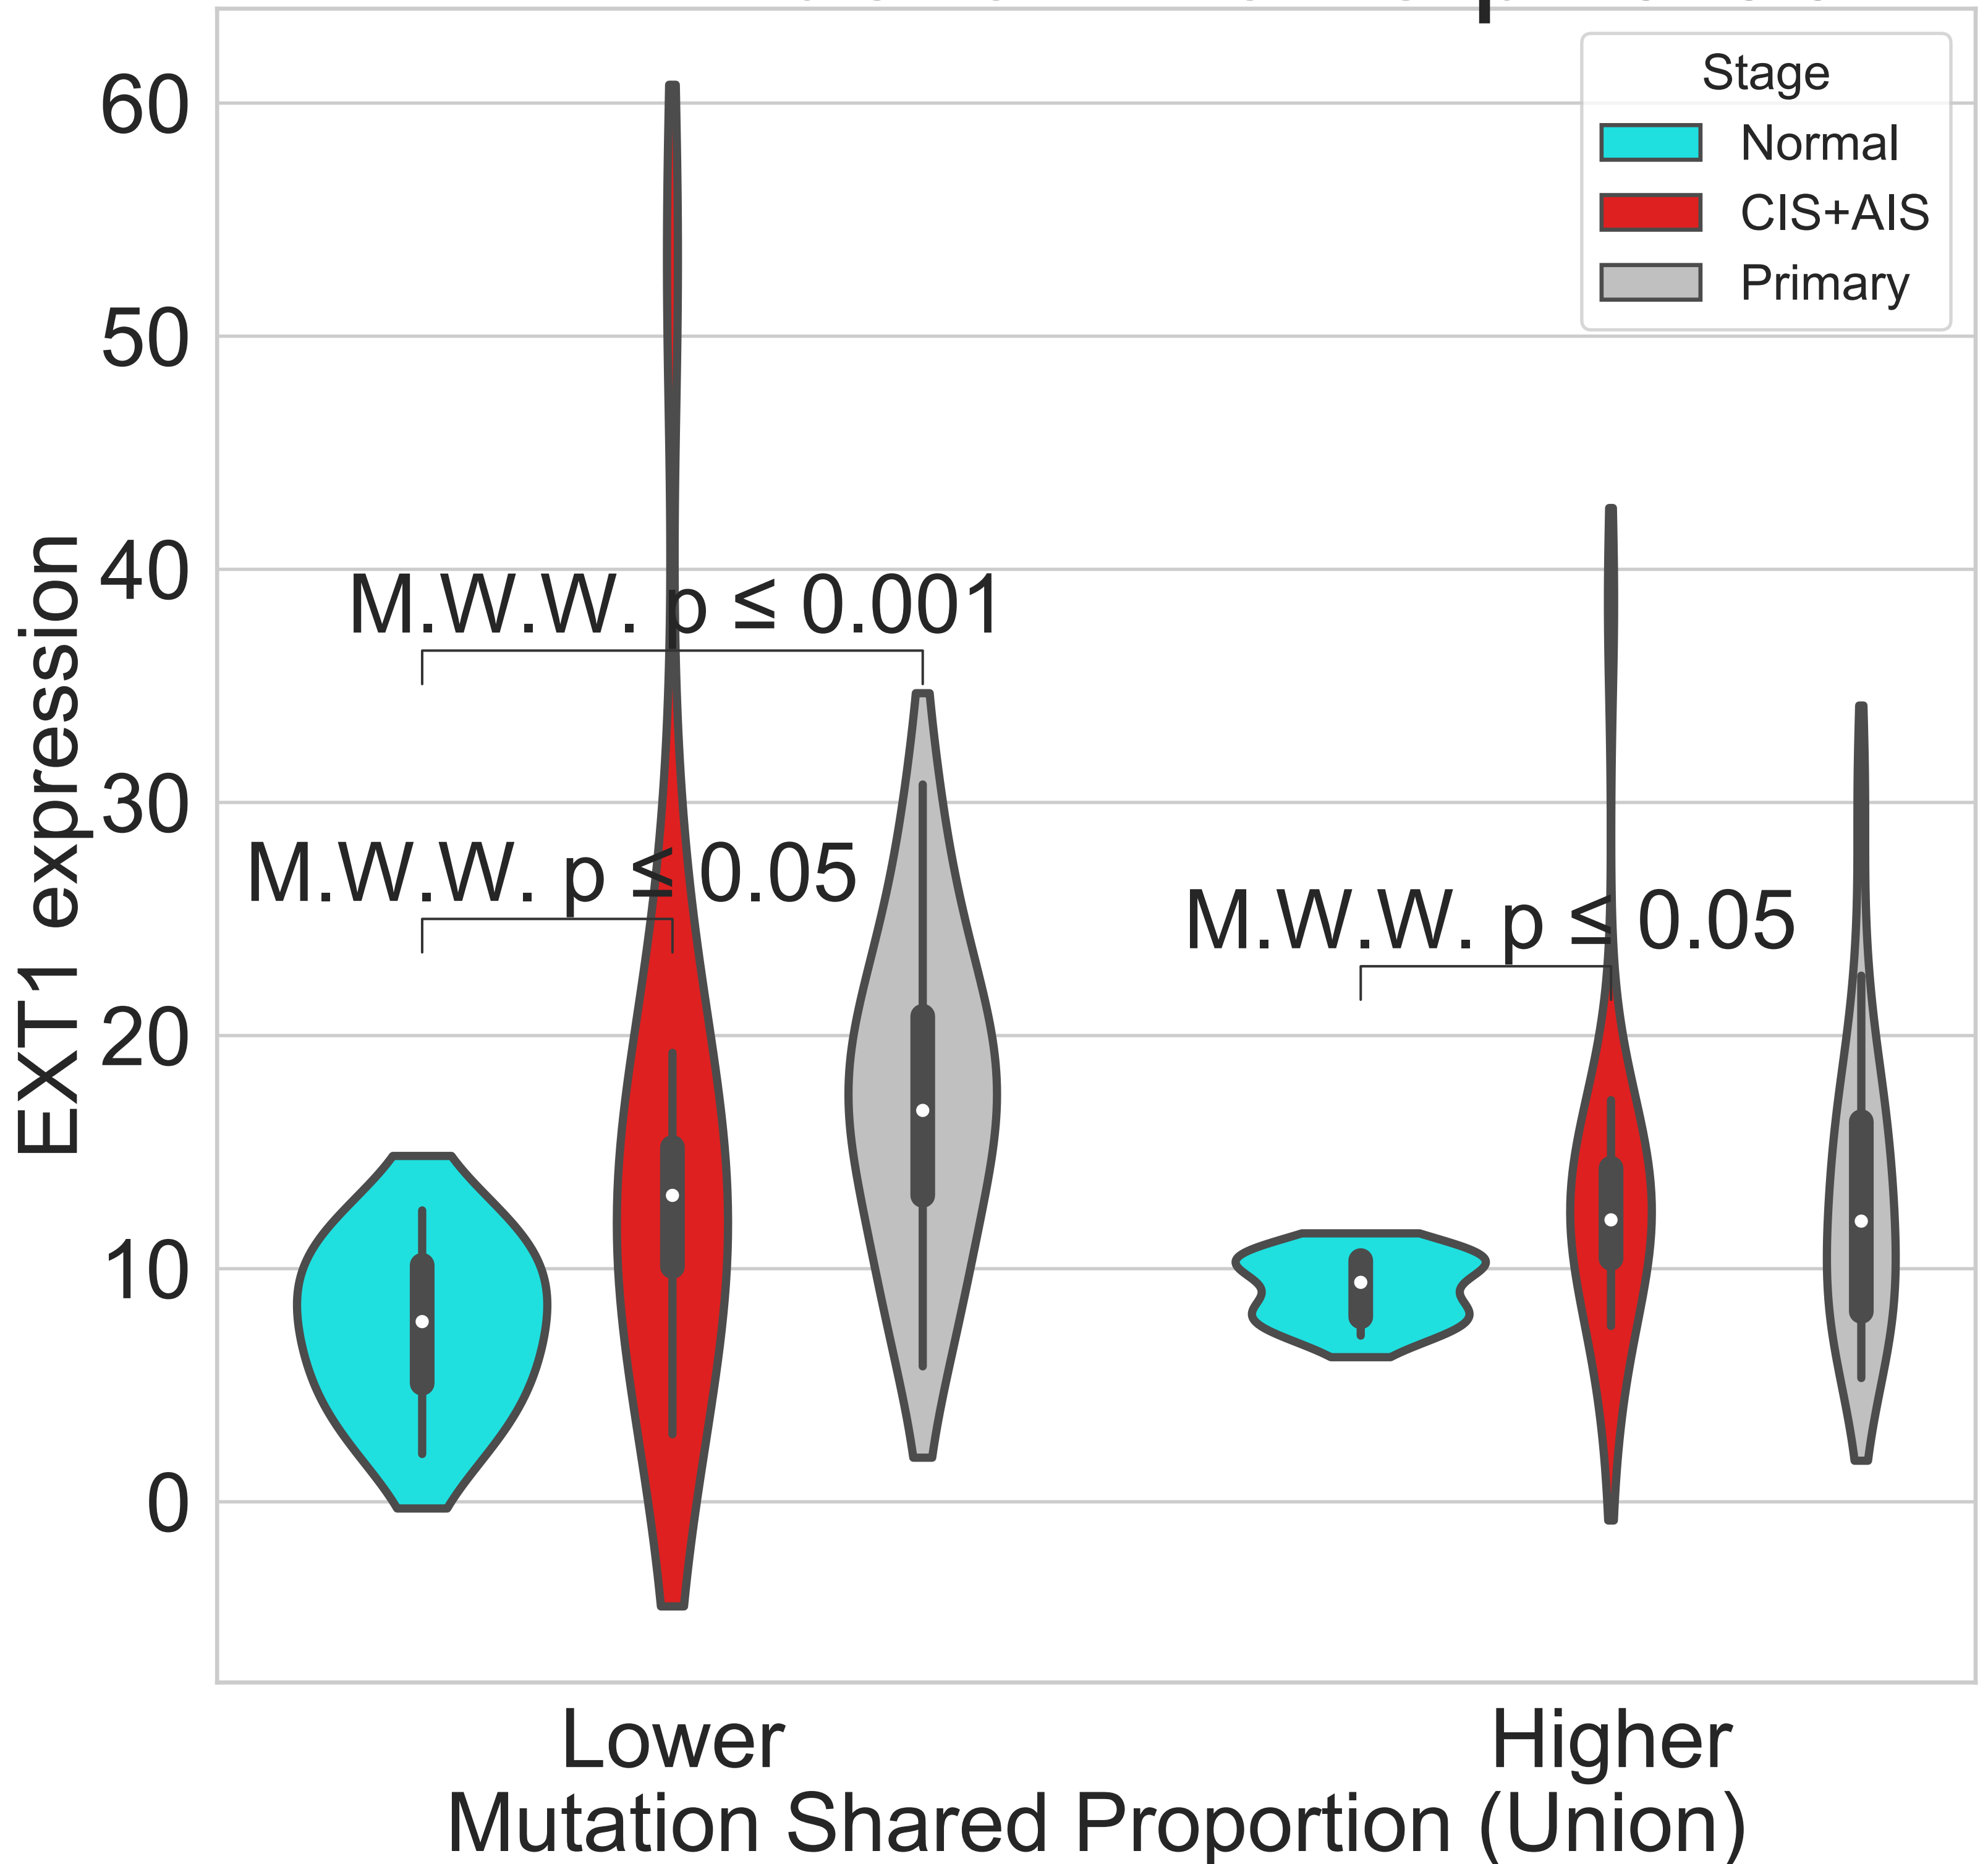 Stage
Normal
CIS+AIS
Primary
60
50
40
30
20
10
0
EXT1 expression
M.W.W. p ≤ 0.001
M.W.W. p ≤ 0.05
M.W.W. p ≤ 0.05
Lower
Higher
Mutation Shared Proportion (Union)